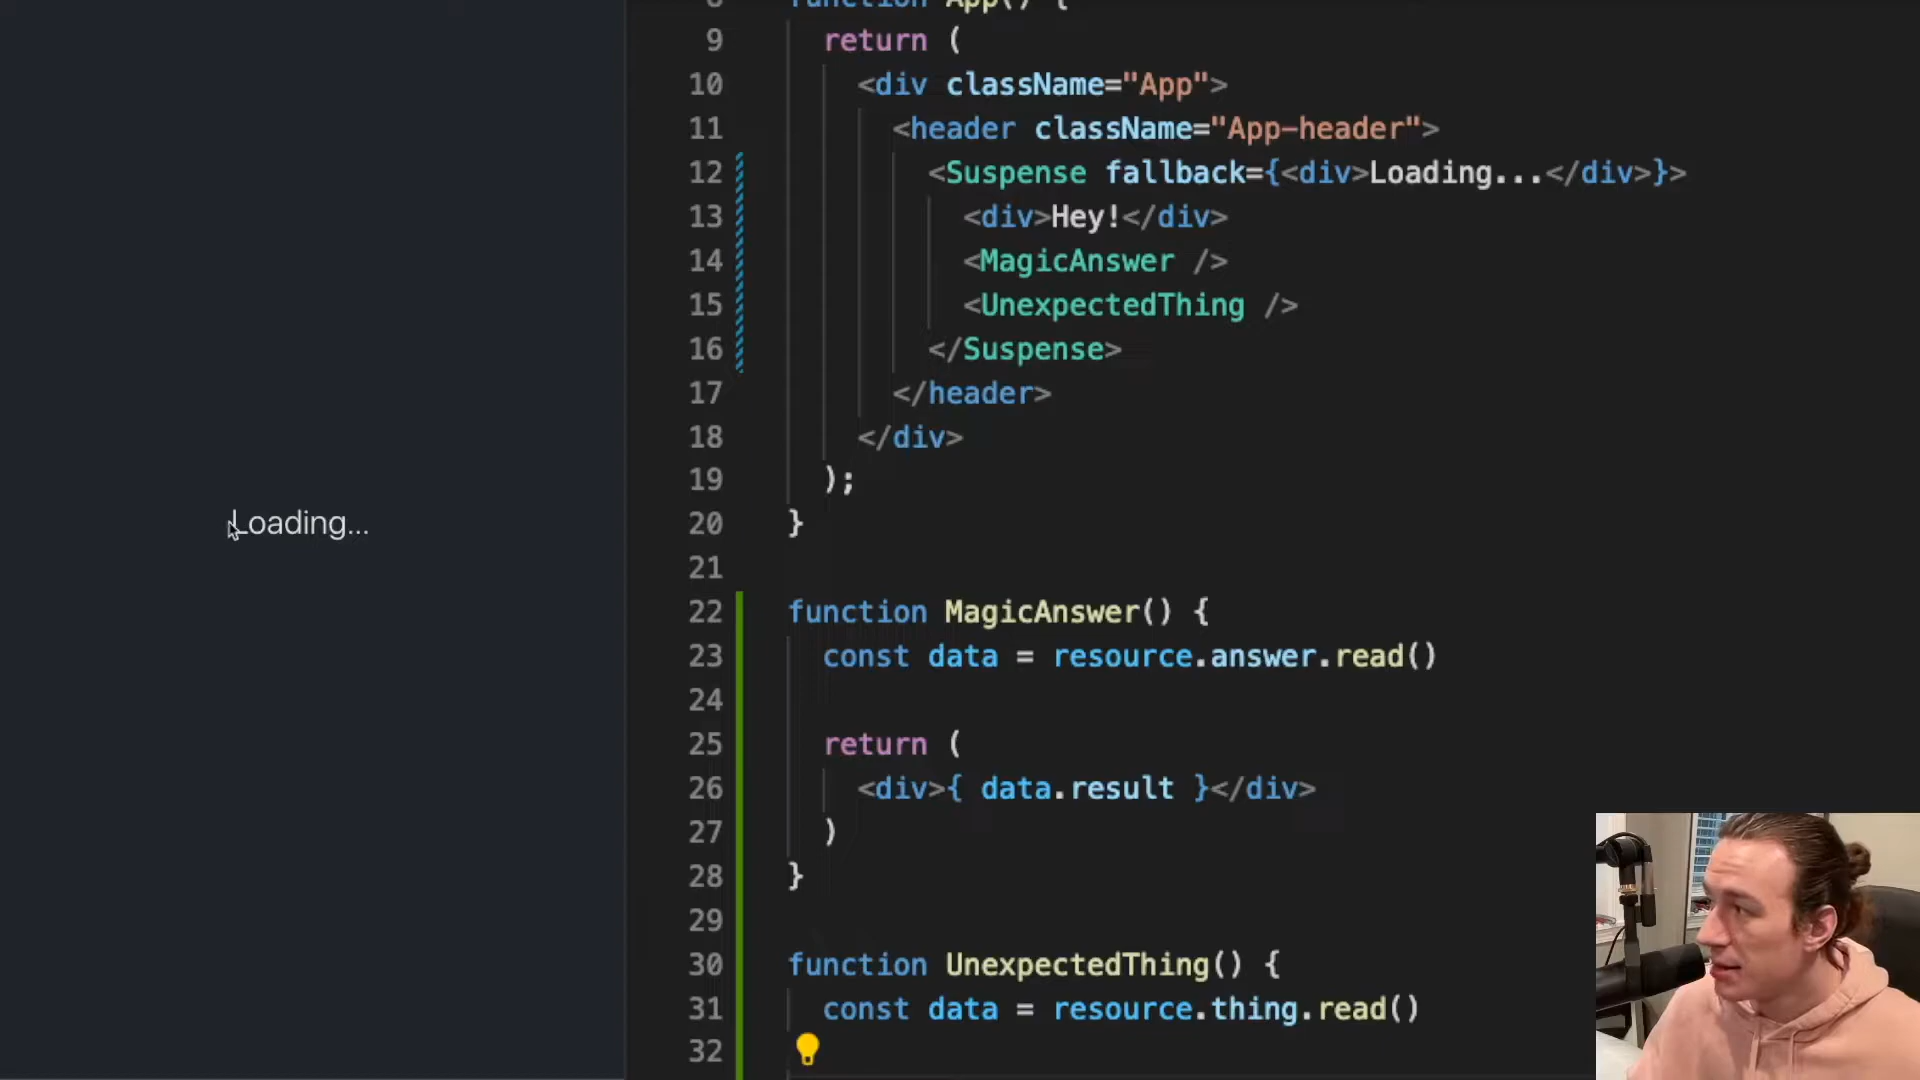 Loading...
8 function App() {
9 return (
10 <div className="App">
11 <header className="App-header">
12 <Suspense fallback={<div>Loading...</div>}>
13 <div>Hey!</div>
14 <MagicAnswer />
15 <UnexpectedThing />
16 </Suspense>
17 </header>
18 </div>
19 );
20 }
21
22 function MagicAnswer() {
23 const data = resource.answer.read()
24
25 return (
26 <div>{ data.result }</div>
27 )
28 }
29
30 function UnexpectedThing() {
31 const data = resource.thing.read()
32